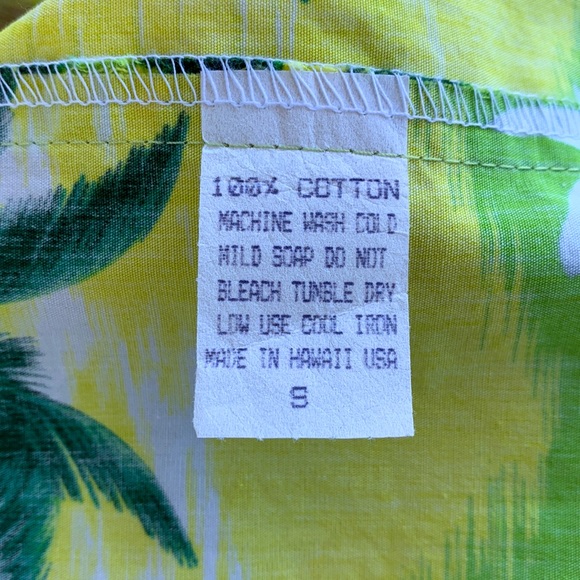 100% COTTON
MACHINE WASH COLD
MILD SOAP DO NOT
BLEACH TUMBLE DRY
LOW USE COOL IRON
MADE IN HAWAII USA
S